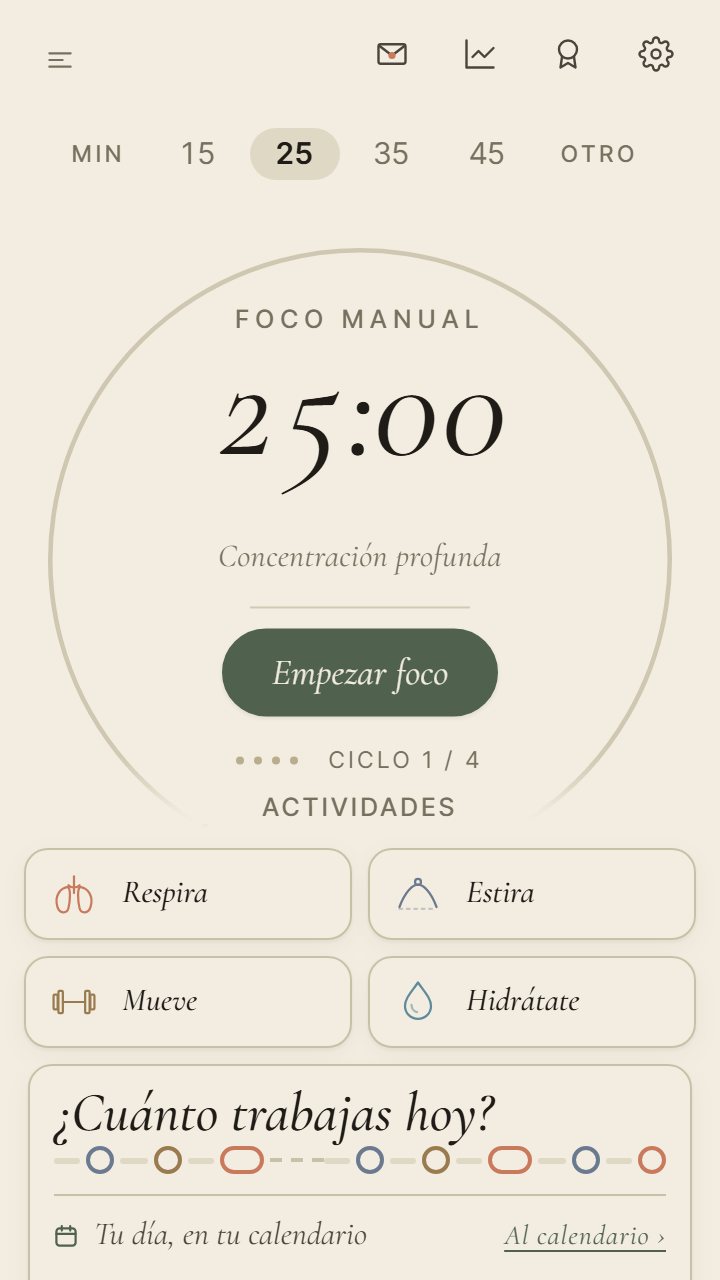 MIN 15 25 35 45 OTRO
FOCO MANUAL
25:00
Concentración profunda
Empezar foco
CICLO 1 / 4
ACTIVIDADES
Respira
Estira
Mueve
Hidrátate
¿Cuánto trabajas hoy?
Tu día, en tu calendario
Al calendario ›